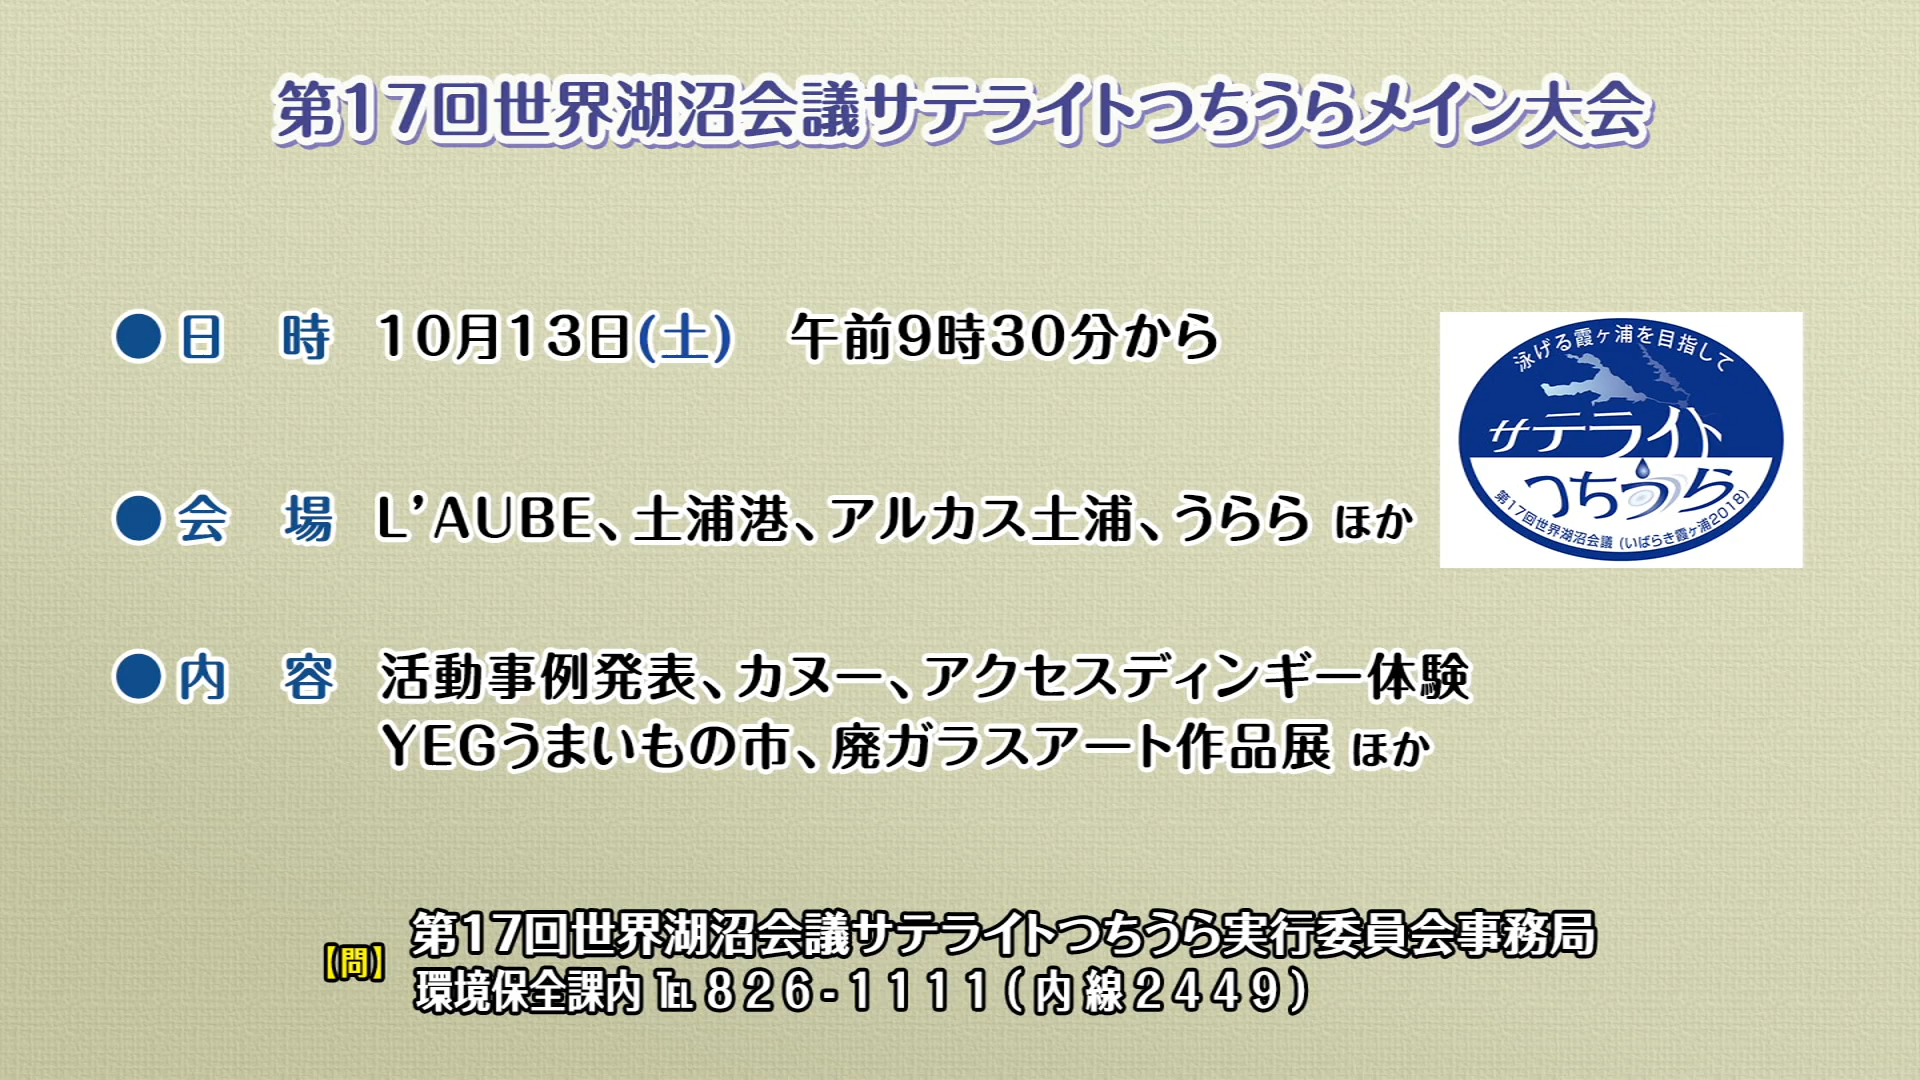 第17回世界湖沼会議サテライトつちうらメイン大会
●日　時　10月13日(土)　午前9時30分から
●会　場　L’AUBE、土浦港、アルカス土浦、うらら ほか
泳げる霞ヶ浦を目指して
サテライト
つちうら
第17回世界湖沼会議（いばらき霞ヶ浦2018）
●内　容　活動事例発表、カヌー、アクセスディンギー体験
YEGうまいもの市、廃ガラスアート作品展 ほか
【問】第17回世界湖沼会議サテライトつちうら実行委員会事務局
環境保全課内 ℡826-1111(内線2449)